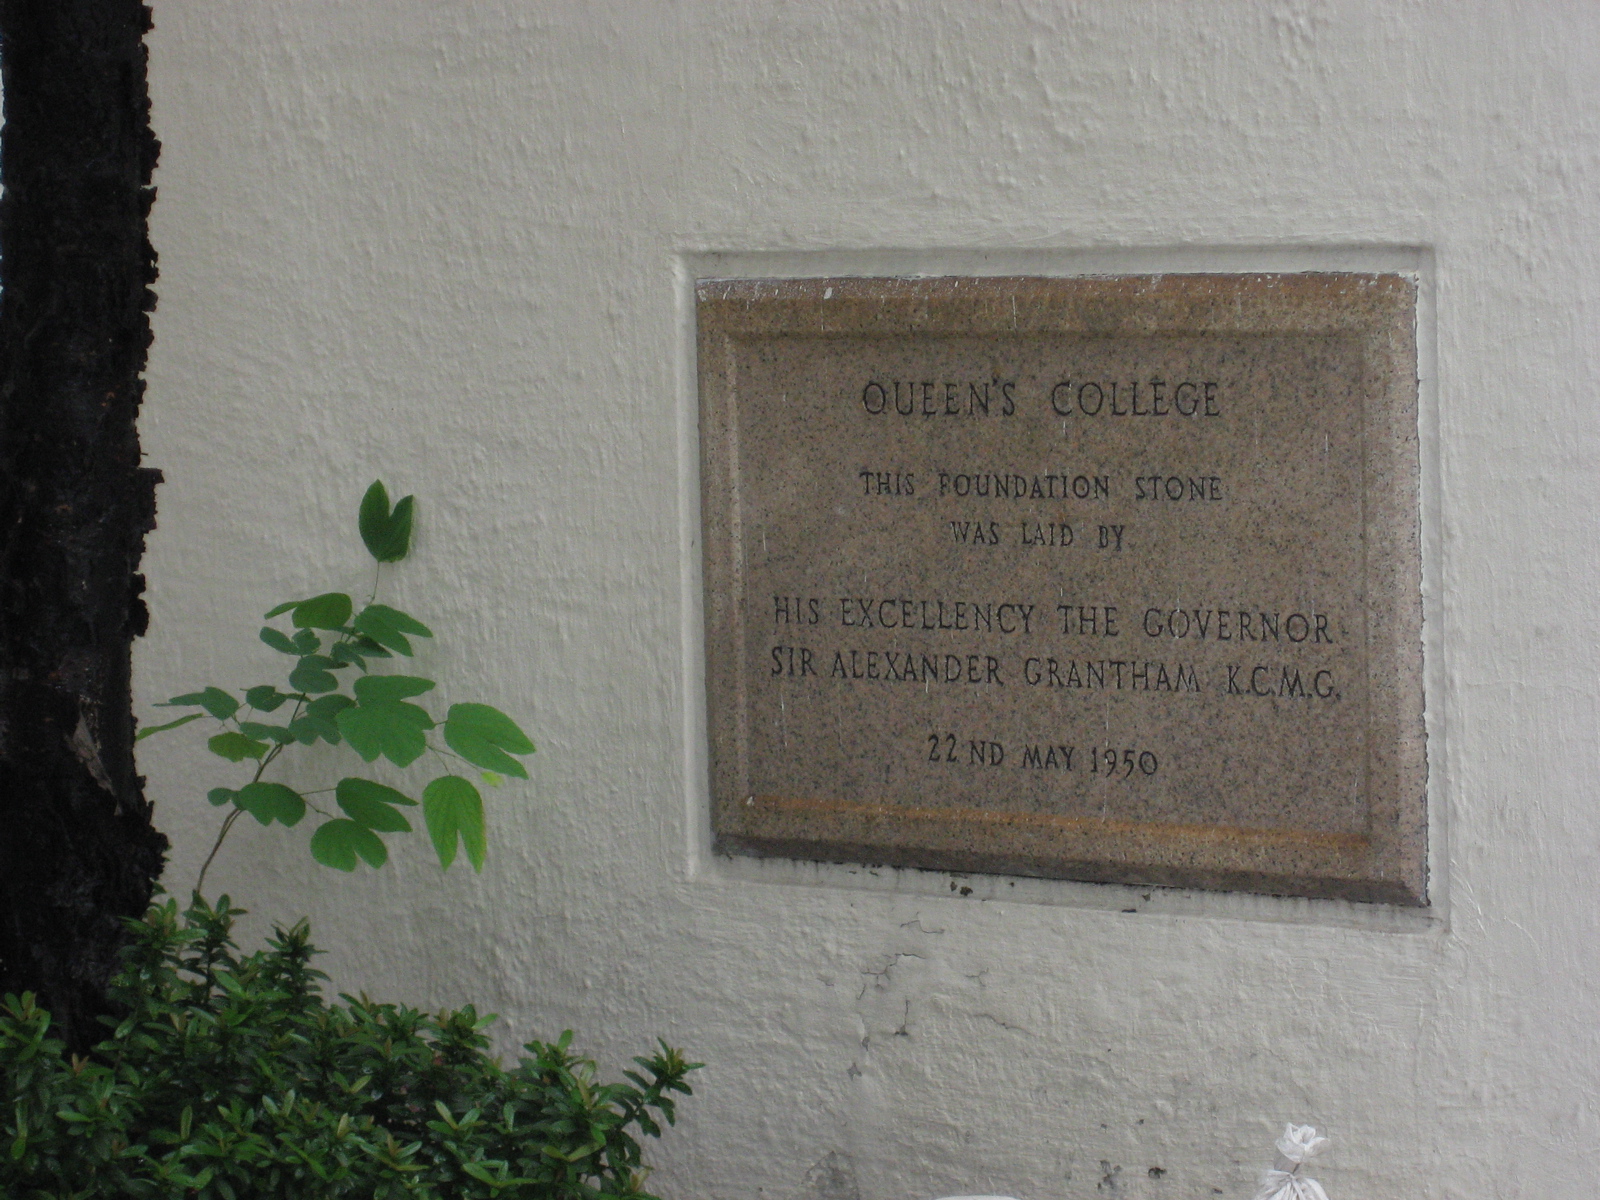 QUEEN'S COLLEGE
THIS FOUNDATION STONE
WAS LAID BY
HIS EXCELLENCY THE GOVERNOR
SIR ALEXANDER GRANTHAM K.C.M.G.
22ND MAY 1950